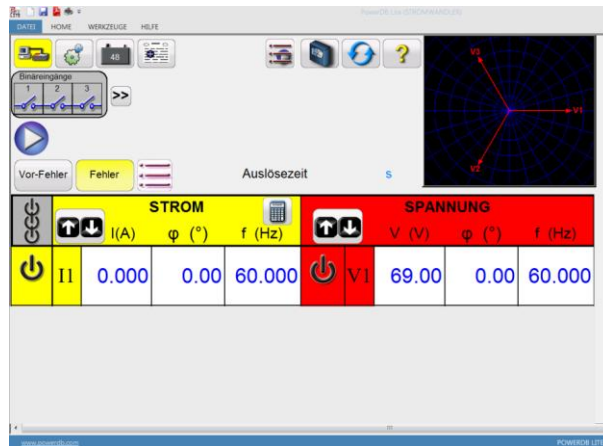 PowerDB Lite
DATEI HOME WERKZEUGE HILFE
48
?
Binäreingänge
1 2 3
>>
V3
V1
V2
Vor-Fehler Fehler Auslösezeit s
STROM SPANNUNG
I(A) φ (°) f (Hz) V (V) φ (°) f (Hz)
I1 0.000 0.00 60.000 V1 69.00 0.00 60.000
www.powerdb.com POWERDB LITE